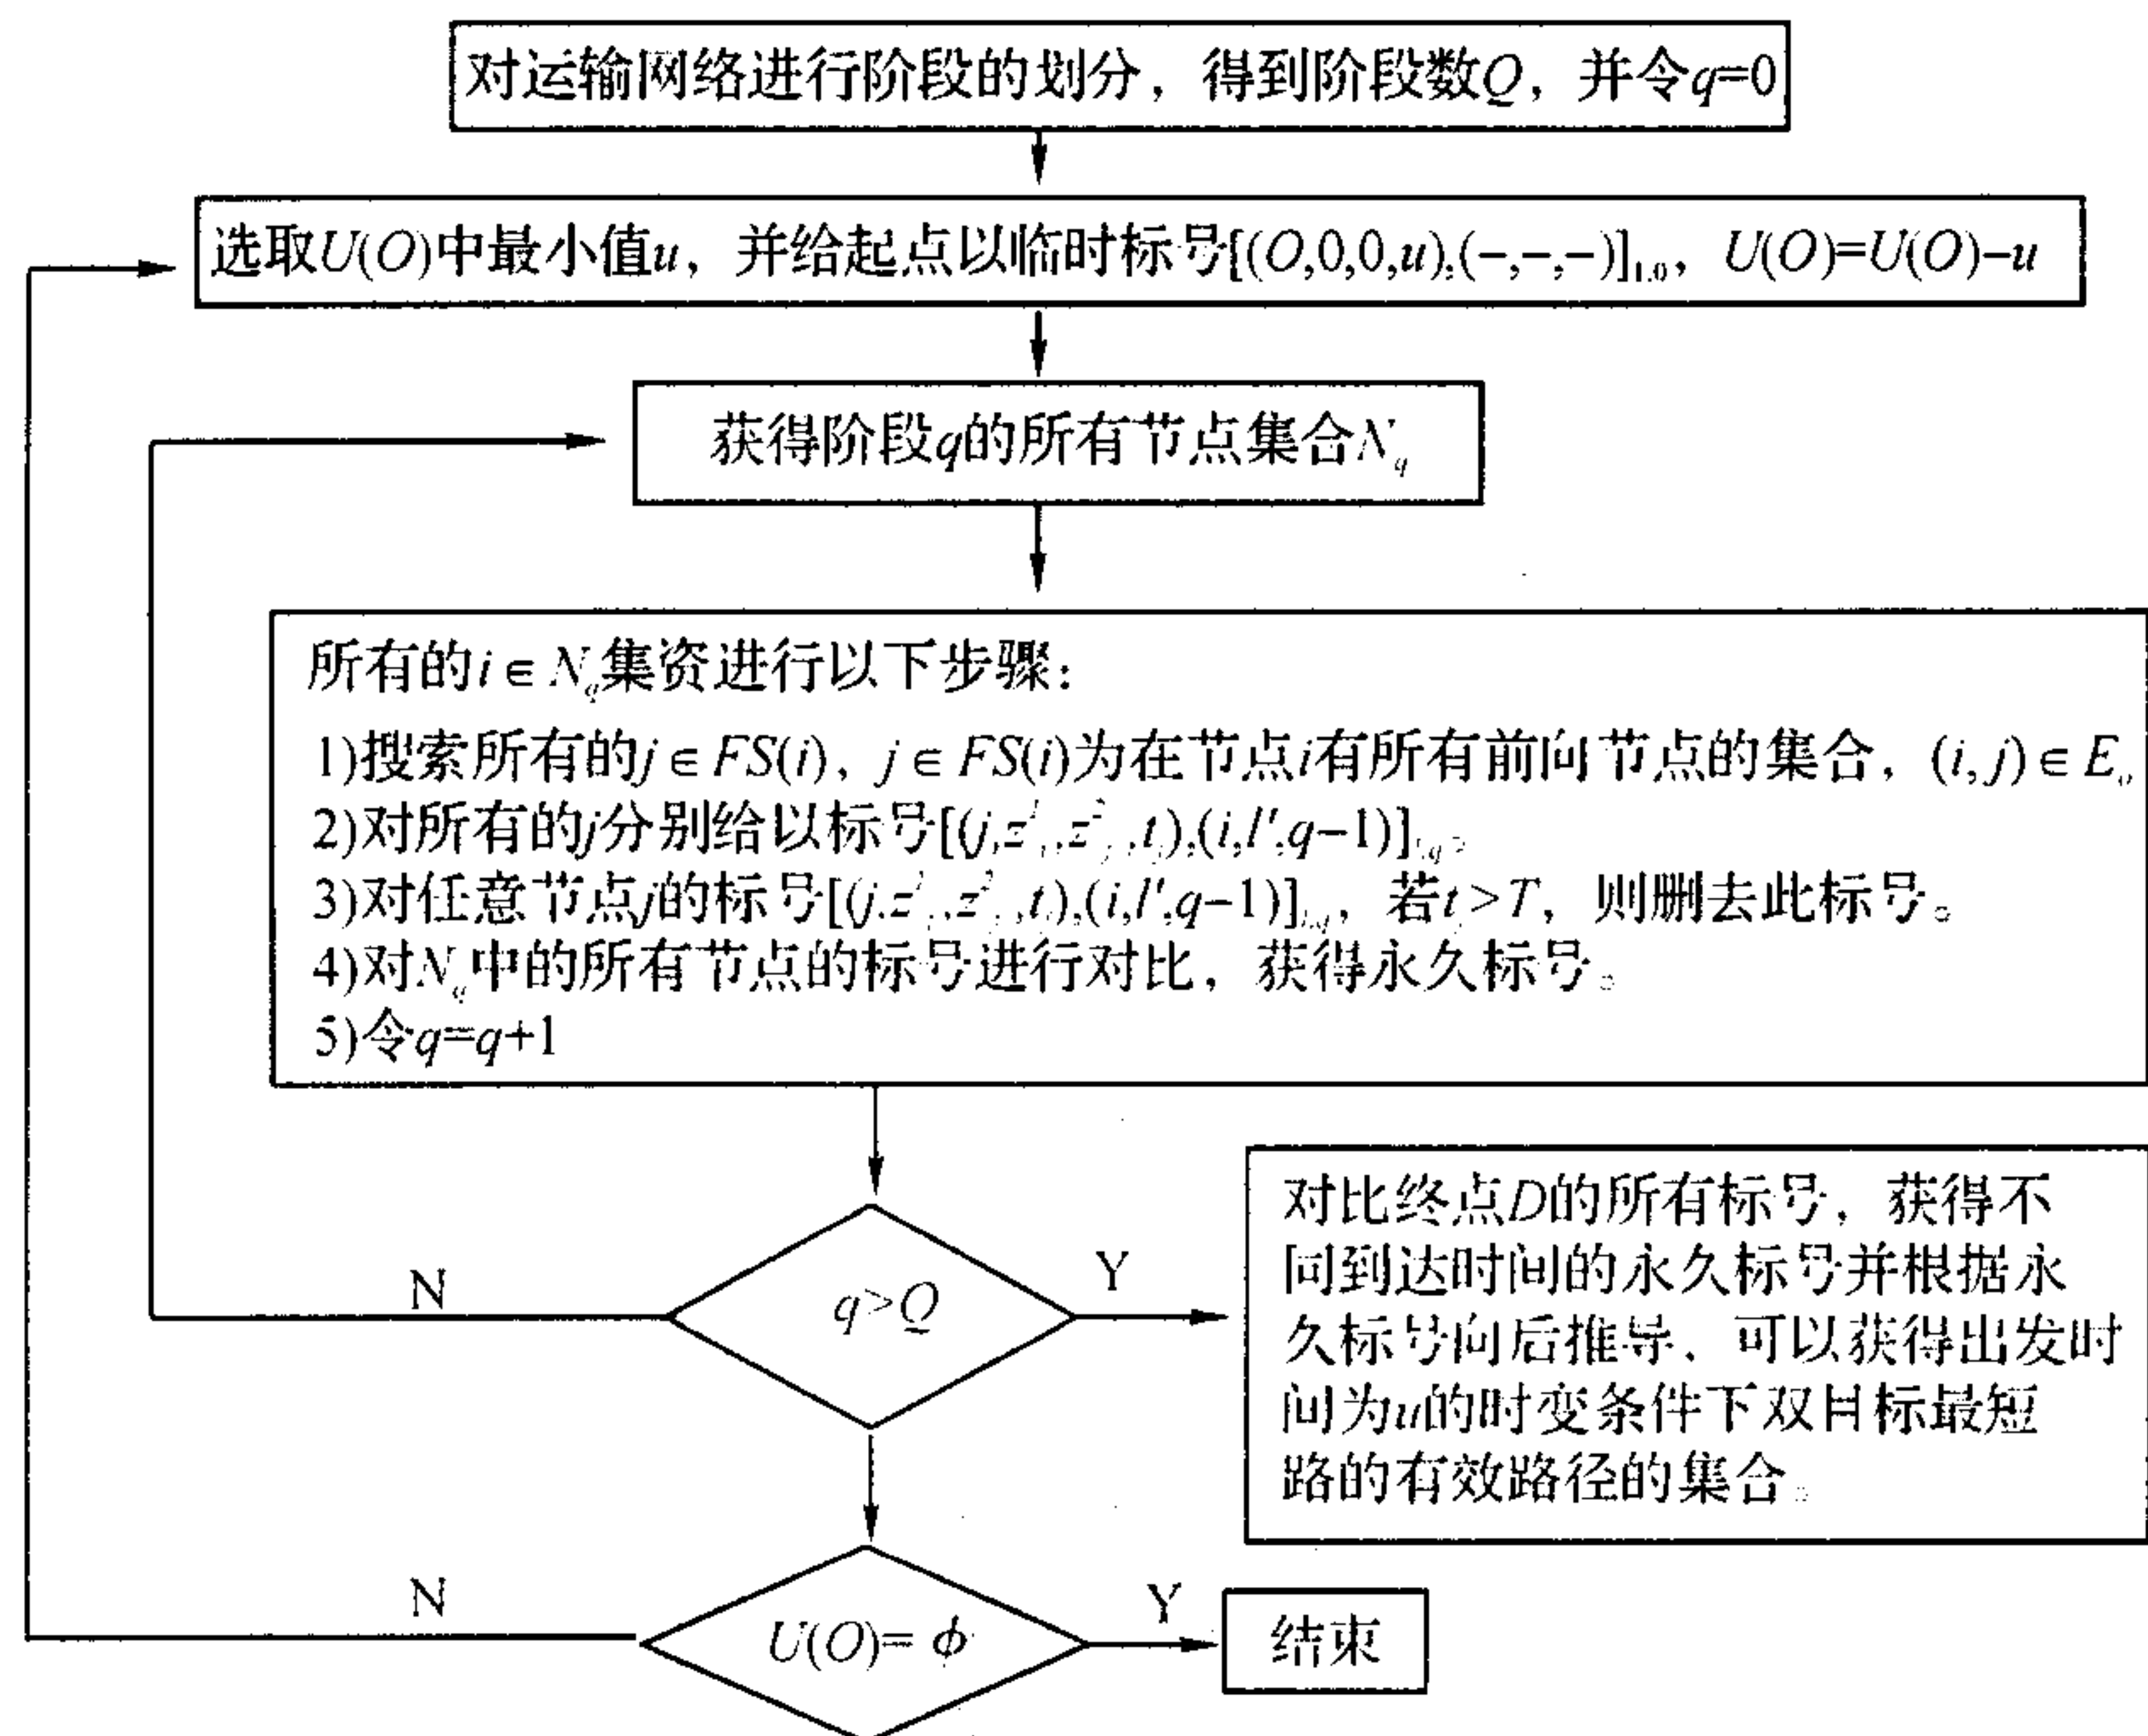 对运输网络进行阶段的划分，得到阶段数Q，并令q=0
选取U(O)中最小值u，并给起点以临时标号[(O,0,0,u),(−,−,−)]1,0，U(O)=U(O)−u
获得阶段q的所有节点集合Nq
所有的i∈Nq集资进行以下步骤：
1)搜索所有的j∈FS(i)，j∈FS(i)为在节点i有所有前向节点的集合，(i,j)∈E
2)对所有的j分别给以标号[(j,z,z,t),(i,l′,q−1)]
3)对任意节点j的标号[(j,z,z,t),(i,l′,q−1)]，若t>T，则删去此标号。
4)对Nq中的所有节点的标号进行对比，获得永久标号。
5)令q=q+1
N
q>Q
Y
对比终点D的所有标号，获得不
同到达时间的永久标号并根据永
久标号向后推导、可以获得出发时
间为u的时变条件下双目标最短
路的有效路径的集合。
N
U(O)=ϕ
Y
结束